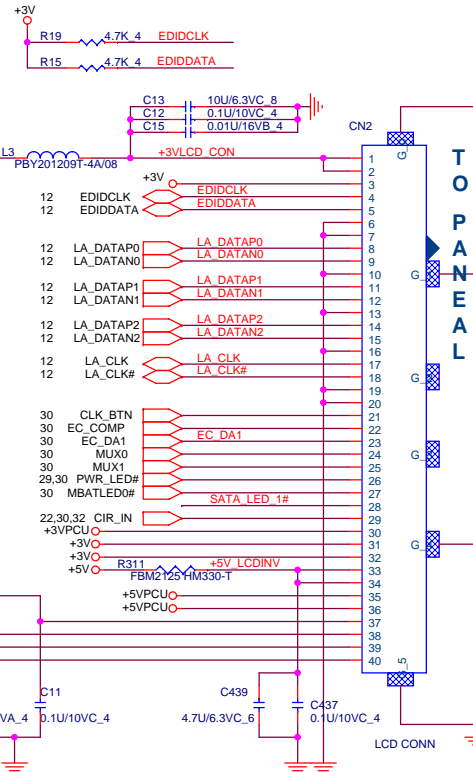 +3V
R19 4.7K_4 EDIDCLK
R15 4.7K_4 EDIDDATA
C13 10U/6.3VC_8
C12 0.1U/10VC_4
C15 0.01U/16VB_4
CN2
L3 PBY201209T-4A/08 +3VLCD_CON
+3V
12 EDIDCLK EDIDCLK
12 EDIDDATA EDIDDATA
12 LA_DATAP0 LA_DATAP0
12 LA_DATAN0 LA_DATAN0
12 LA_DATAP1 LA_DATAP1
12 LA_DATAN1 LA_DATAN1
12 LA_DATAP2 LA_DATAP2
12 LA_DATAN2 LA_DATAN2
12 LA_CLK LA_CLK
12 LA_CLK# LA_CLK#
30 CLK_BTN
30 EC_COMP
30 EC_DA1 EC_DA1
30 MUX0
30 MUX1
29,30 PWR_LED#
30 MBATLED0#
SATA_LED_1#
22,30,32 CIR_IN
+3VPCU
+3V
+3V
+5V R311 FBM2125 HM330-T +5V_LCDINV
+5VPCU
+5VPCU
1
2
3
4
5
6
7
8
9
10
11
12
13
14
15
16
17
18
19
20
21
22
23
24
25
26
27
28
29
30
31
32
33
34
35
36
37
38
39
40
G_
G_
G_
G_
G_5
TO PANEAL
C11
VA_4 0.1U/10VC_4
C439
4.7U/6.3VC_6
C437
0.1U/10VC_4
LCD CONN